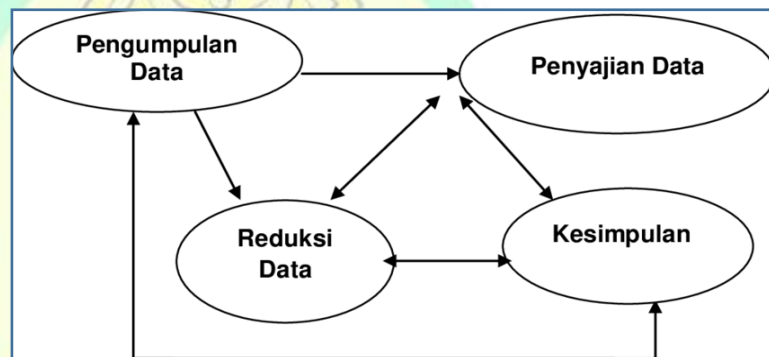 Pengumpulan
Data
Penyajian Data
Reduksi
Data
Kesimpulan